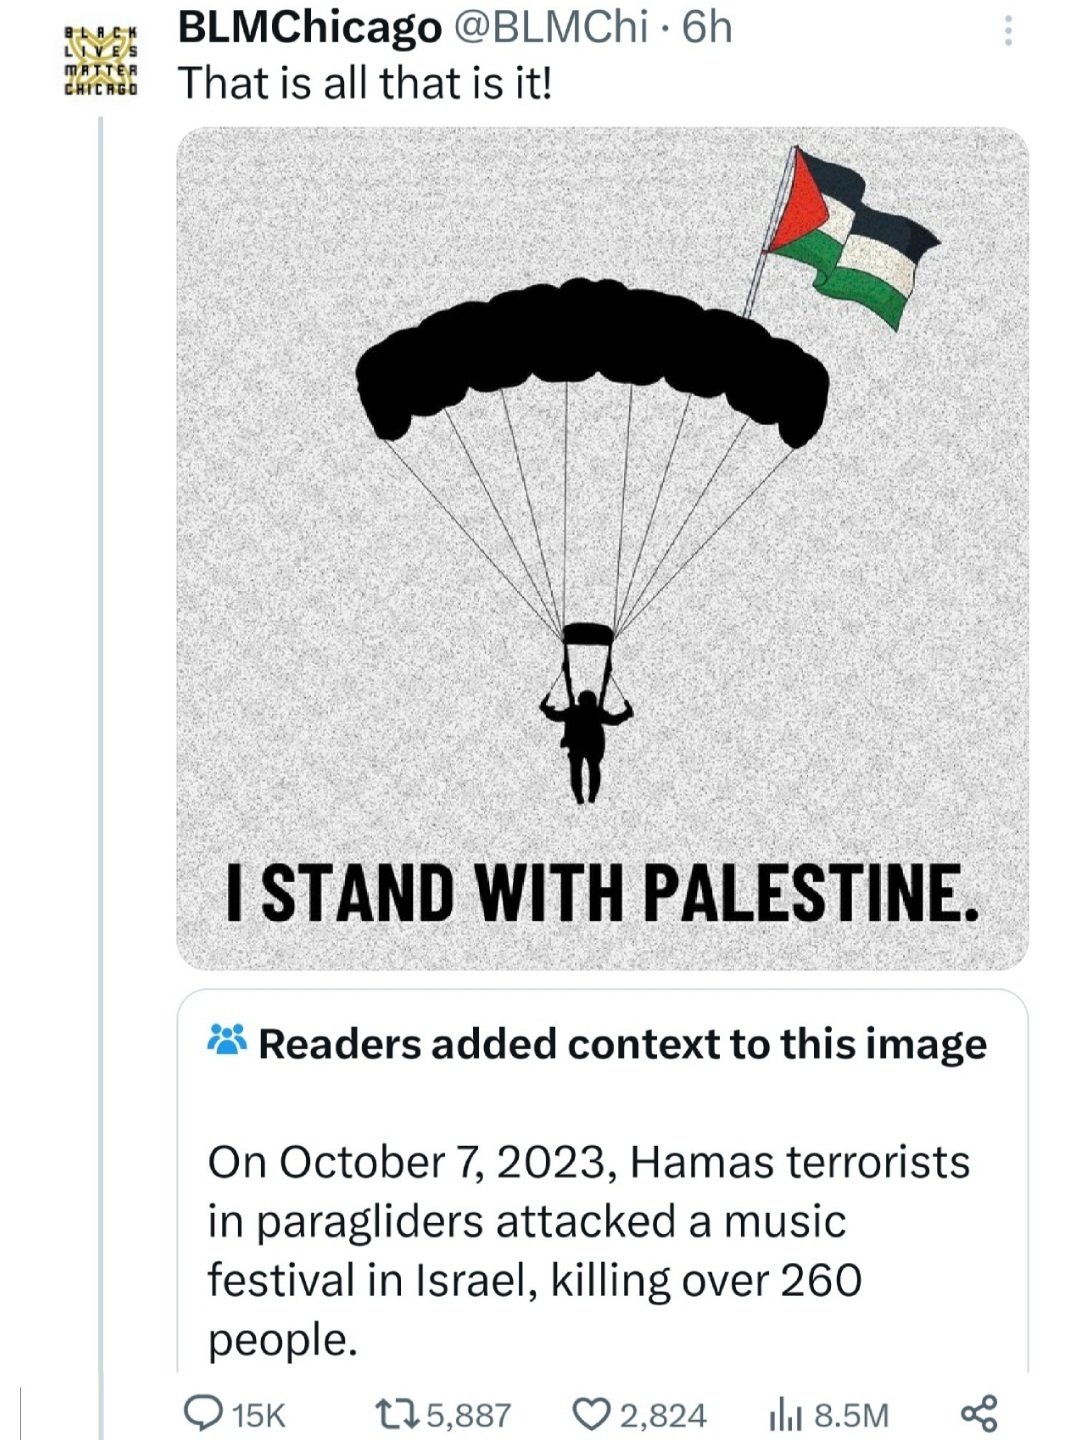 BLACK
LIVES
MATTER
CHICAGO
BLMChicago @BLMChi · 6h
That is all that is it!
I STAND WITH PALESTINE.
Readers added context to this image
On October 7, 2023, Hamas terrorists
in paragliders attacked a music
festival in Israel, killing over 260
people.
15K 5,887 2,824 8.5M